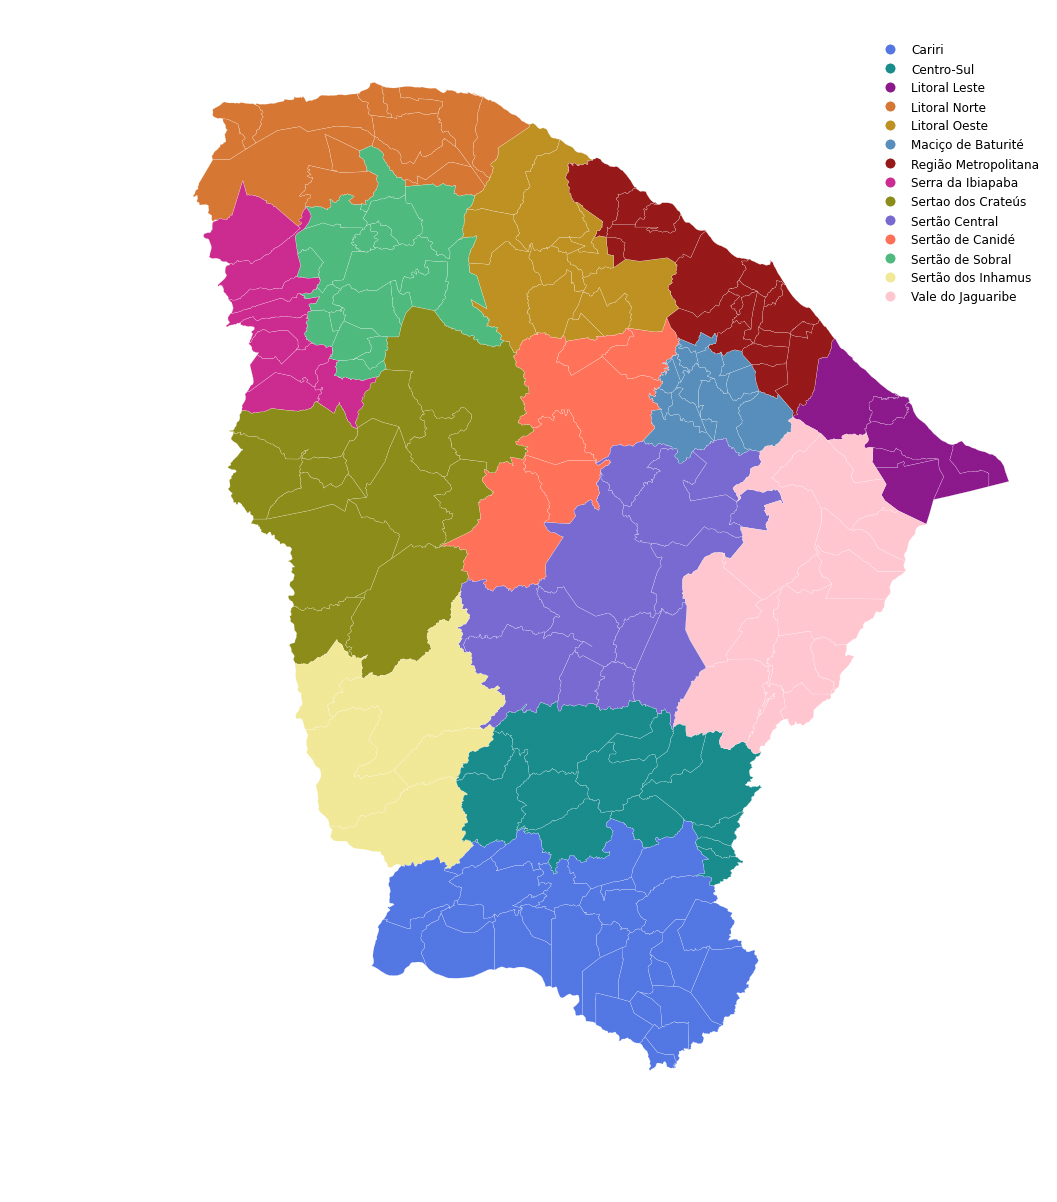 Cariri
Centro-Sul
Litoral Leste
Litoral Norte
Litoral Oeste
Maciço de Baturité
Região Metropolitana
Serra da Ibiapaba
Sertao dos Crateús
Sertão Central
Sertão de Canidé
Sertão de Sobral
Sertão dos Inhamus
Vale do Jaguaribe